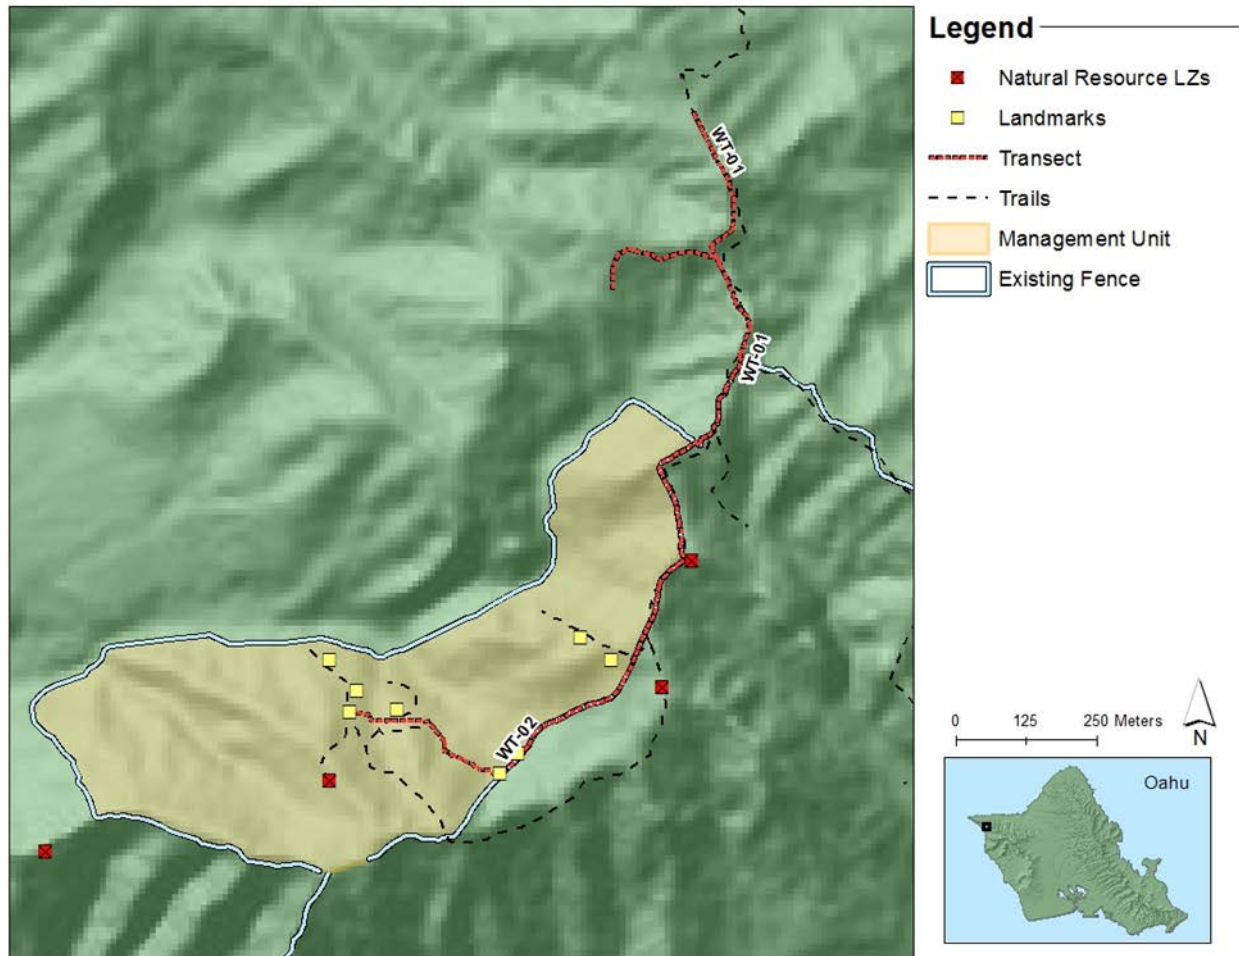 Legend
Natural Resource LZs
Landmarks
Transect
Trails
Management Unit
Existing Fence
WT-01
WT-01
WT-02
0 125 250 Meters
N
Oahu